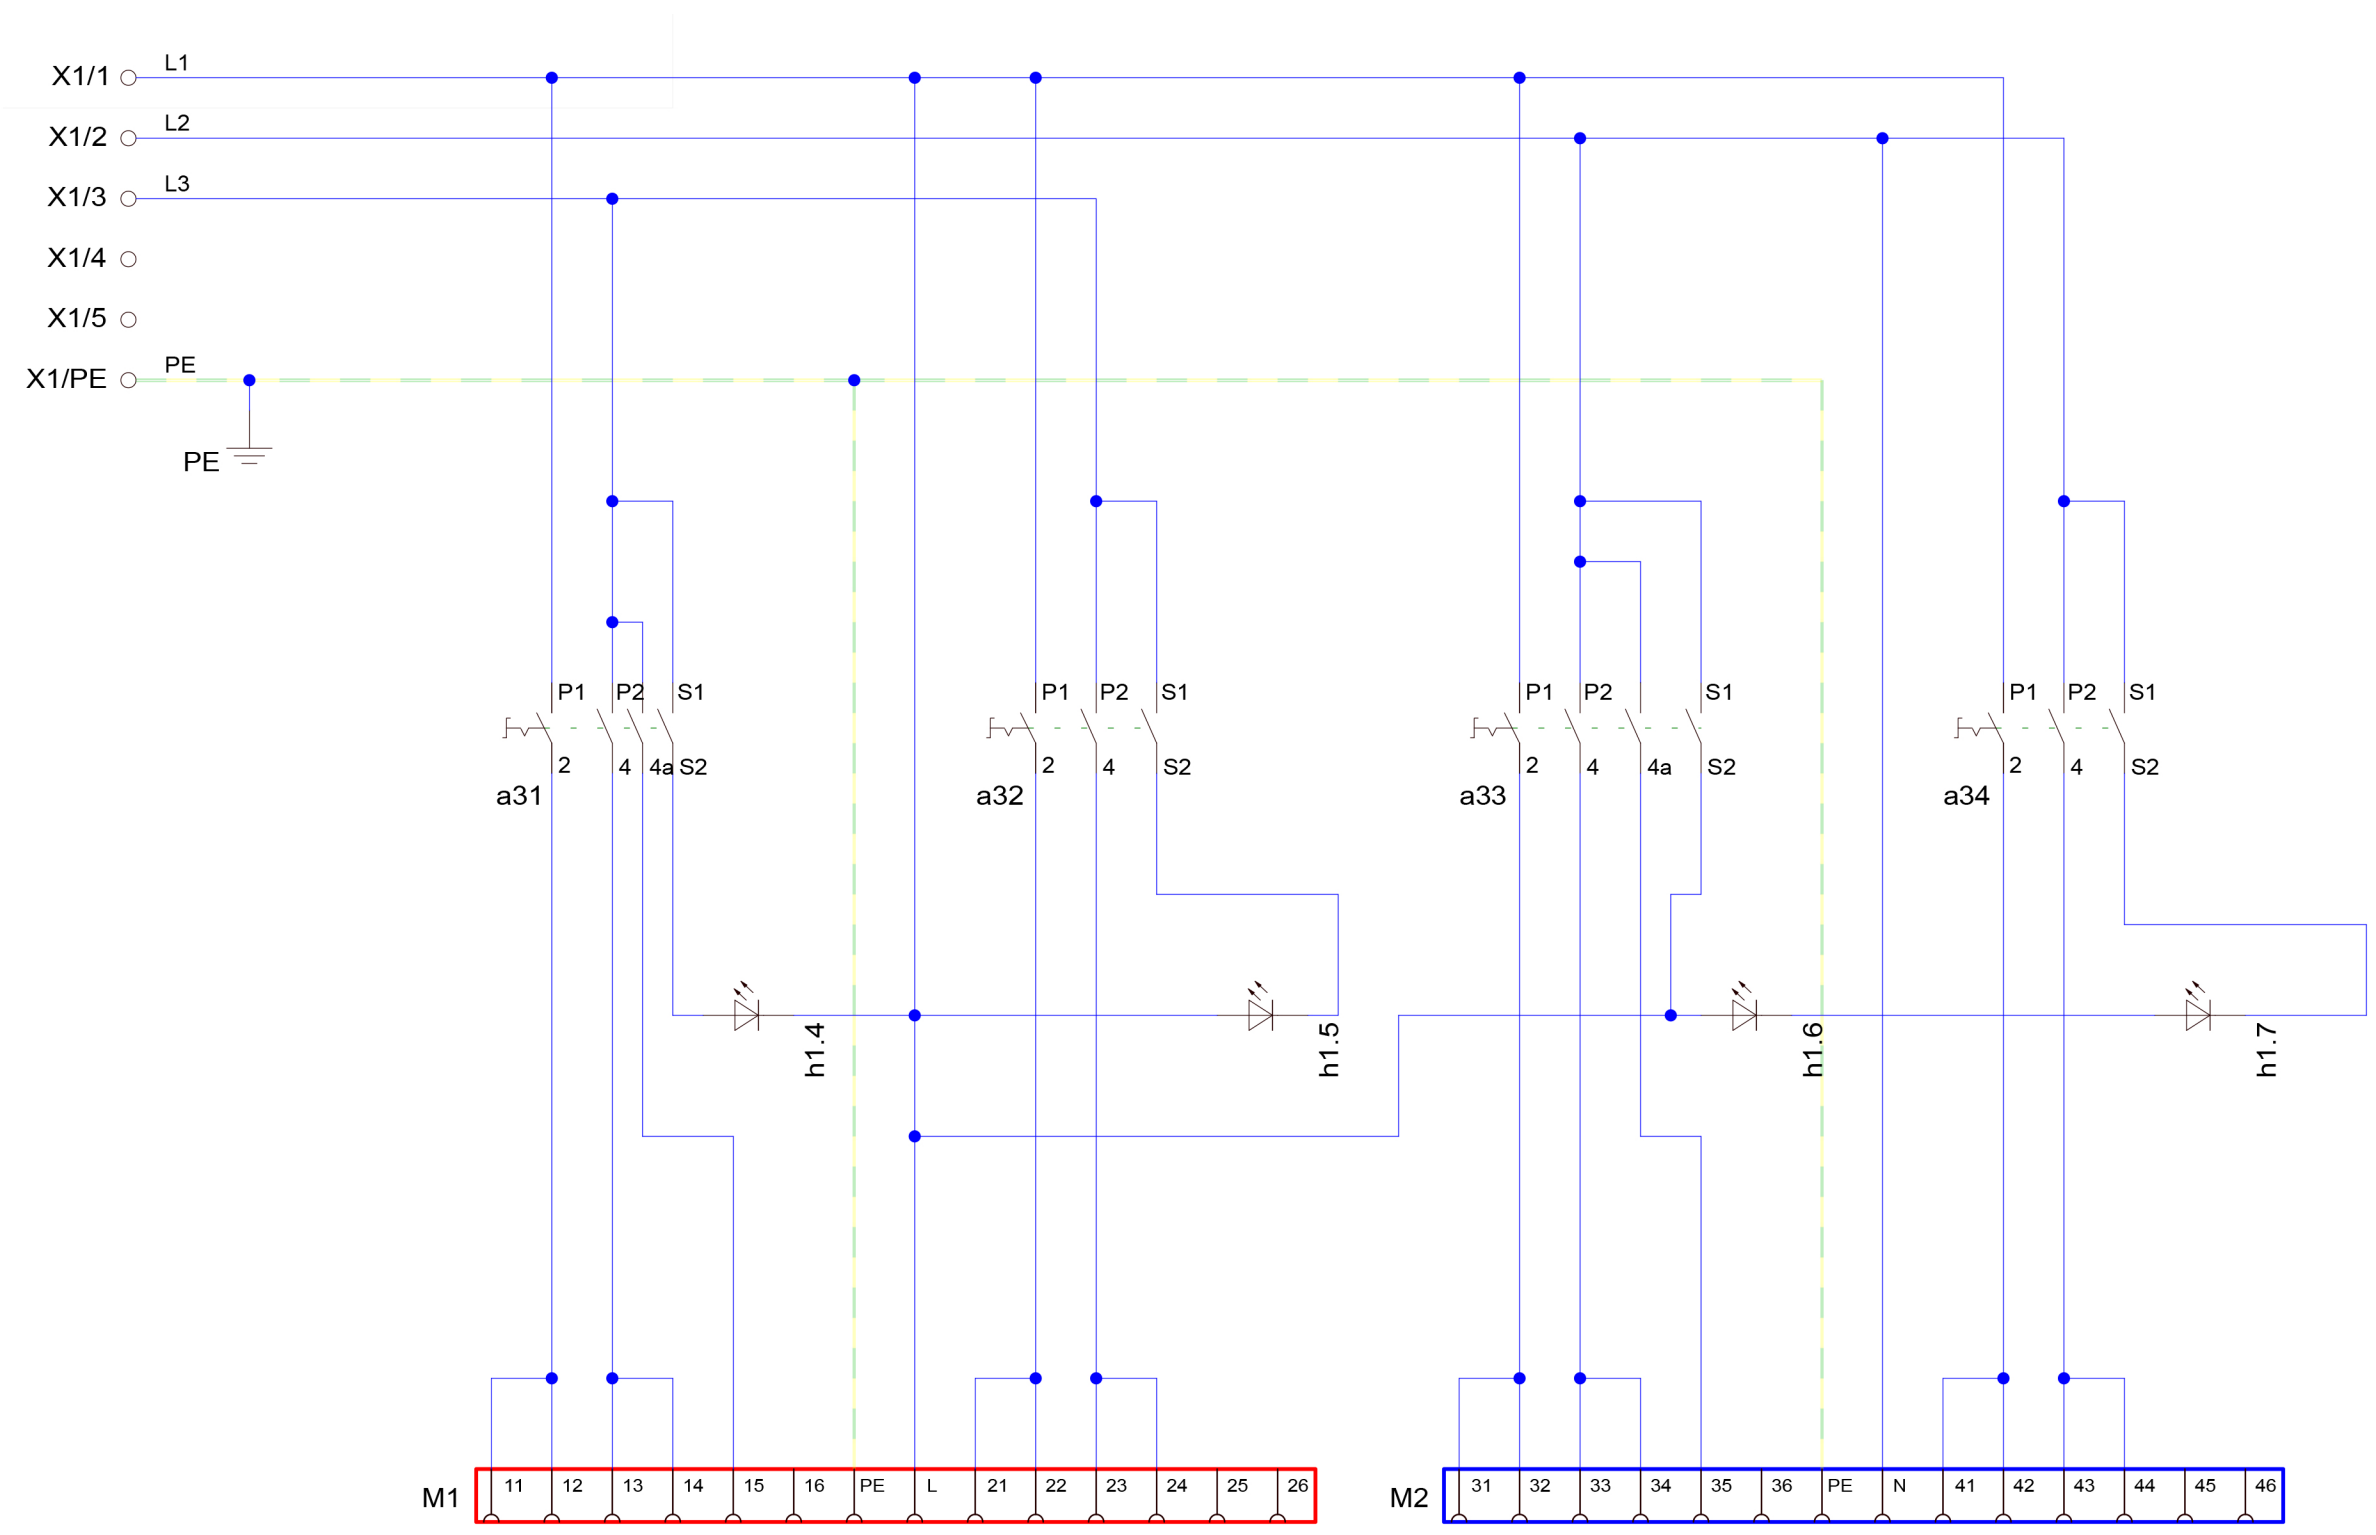 X1/1 L1
X1/2 L2
X1/3 L3
X1/4
X1/5
X1/PE PE
PE
P1 P2 S1 P1 P2 S1 P1 P2 S1 P1 P2 S1
2 4 4a S2 2 4 S2 2 4 4a S2 2 4 S2
a31 a32 a33 a34
h1.4 h1.5 h1.6 h1.7
M1 11 12 13 14 15 16 PE L 21 22 23 24 25 26 M2 31 32 33 34 35 36 PE N 41 42 43 44 45 46